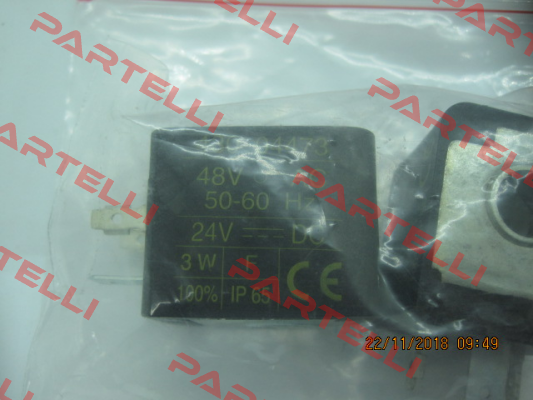 PARTELLI
PARTELLI
PARTELLI
48V
50-60 Hz
24V DC
3 W F
100% IP 65
CE
PARTELLI
PARTELLI
PARTELLI
22/11/2018 09:49